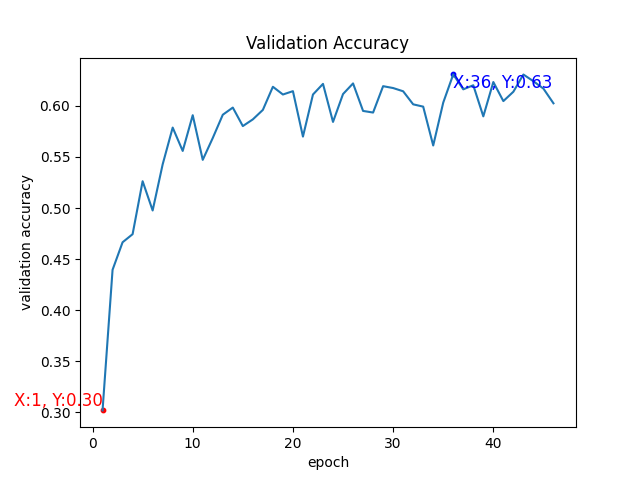 Validation Accuracy
validation accuracy
0.60
0.55
0.50
0.45
0.40
0.35
0.30
X:36, Y:0.63
X:1, Y:0.30
0 10 20 30 40
epoch